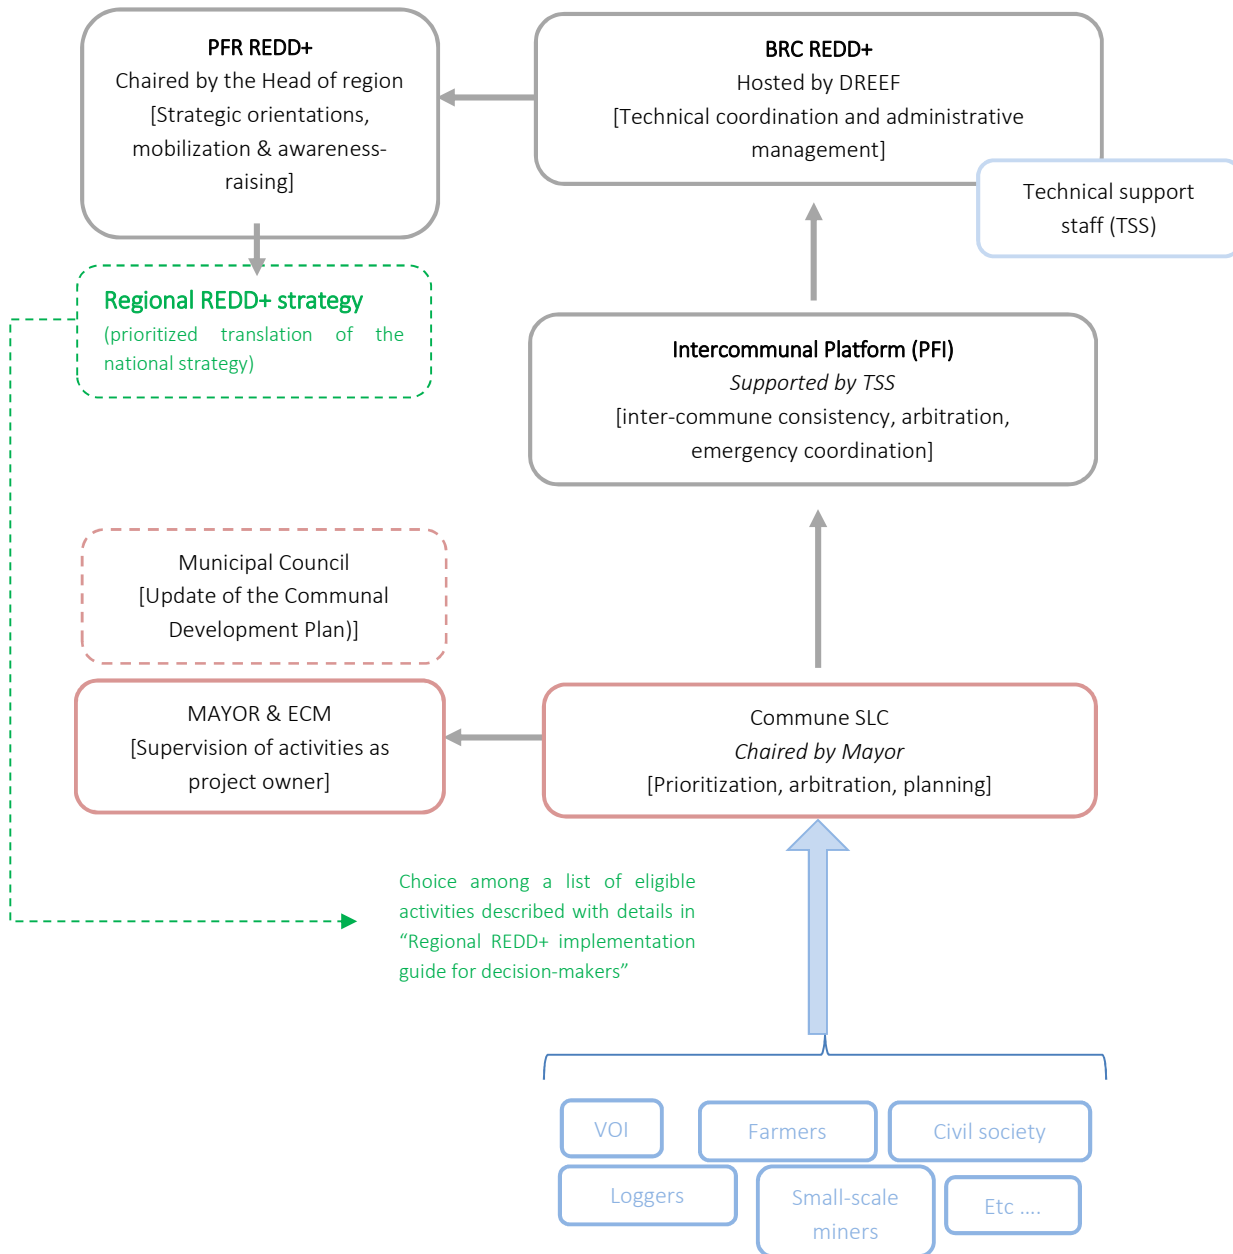 PFR REDD+
Chaired by the Head of region
[Strategic orientations,
mobilization & awareness-
raising]
BRC REDD+
Hosted by DREEF
[Technical coordination and administrative
management]
Technical support
staff (TSS)
Regional REDD+ strategy
(prioritized translation of the
national strategy)
Intercommunal Platform (PFI)
Supported by TSS
[inter-commune consistency, arbitration,
emergency coordination]
Municipal Council
[Update of the Communal
Development Plan)]
MAYOR & ECM
[Supervision of activities as
project owner]
Commune SLC
Chaired by Mayor
[Prioritization, arbitration, planning]
Choice among a list of eligible
activities described with details in
“Regional REDD+ implementation
guide for decision-makers”
VOI
Farmers
Civil society
Loggers
Small-scale
miners
Etc ....